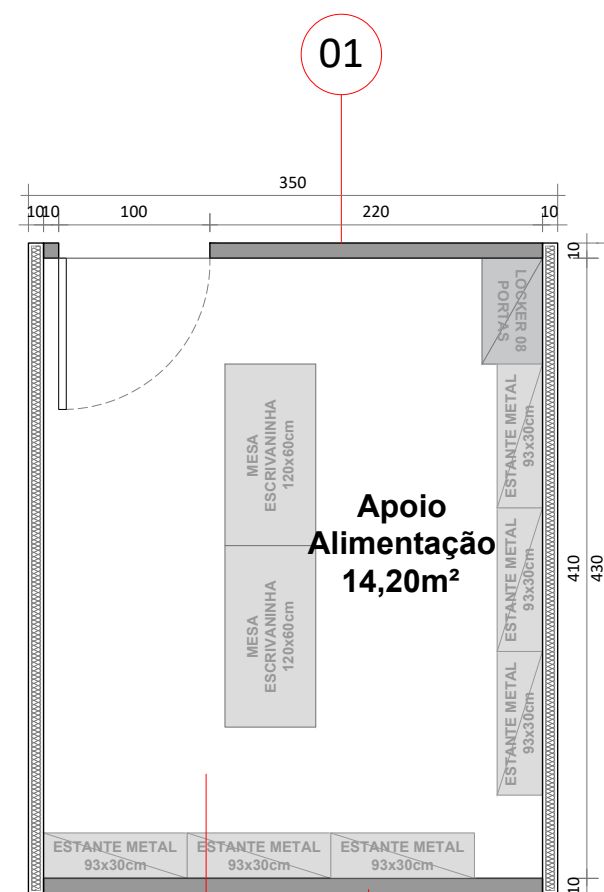 01
350
10
10
100
220
10
10
LOCKER 08
PORTAS
MESA
ESCRIVANINHA
120x60cm
ESTANTE METAL
93x30cm
Apoio
Alimentação
14,20m²
ESTANTE METAL
93x30cm
410
430
MESA
ESCRIVANINHA
120x60cm
ESTANTE METAL
93x30cm
ESTANTE METAL
93x30cm
ESTANTE METAL
93x30cm
ESTANTE METAL
93x30cm
10